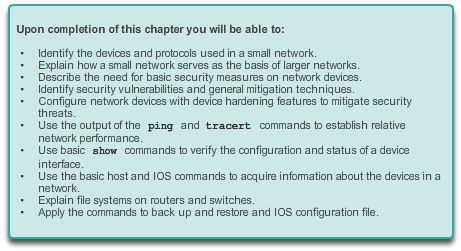 Upon completion of this chapter you will be able to:
• Identify the devices and protocols used in a small network.
• Explain how a small network serves as the basis of larger networks.
• Describe the need for basic security measures on network devices.
• Identify security vulnerabilities and general mitigation techniques.
• Configure network devices with device hardening features to mitigate security
threats.
• Use the output of the ping and tracert commands to establish relative
network performance.
• Use basic show commands to verify the configuration and status of a device
interface.
• Use the basic host and IOS commands to acquire information about the devices in a
network.
• Explain file systems on routers and switches.
• Apply the commands to back up and restore and IOS configuration file.